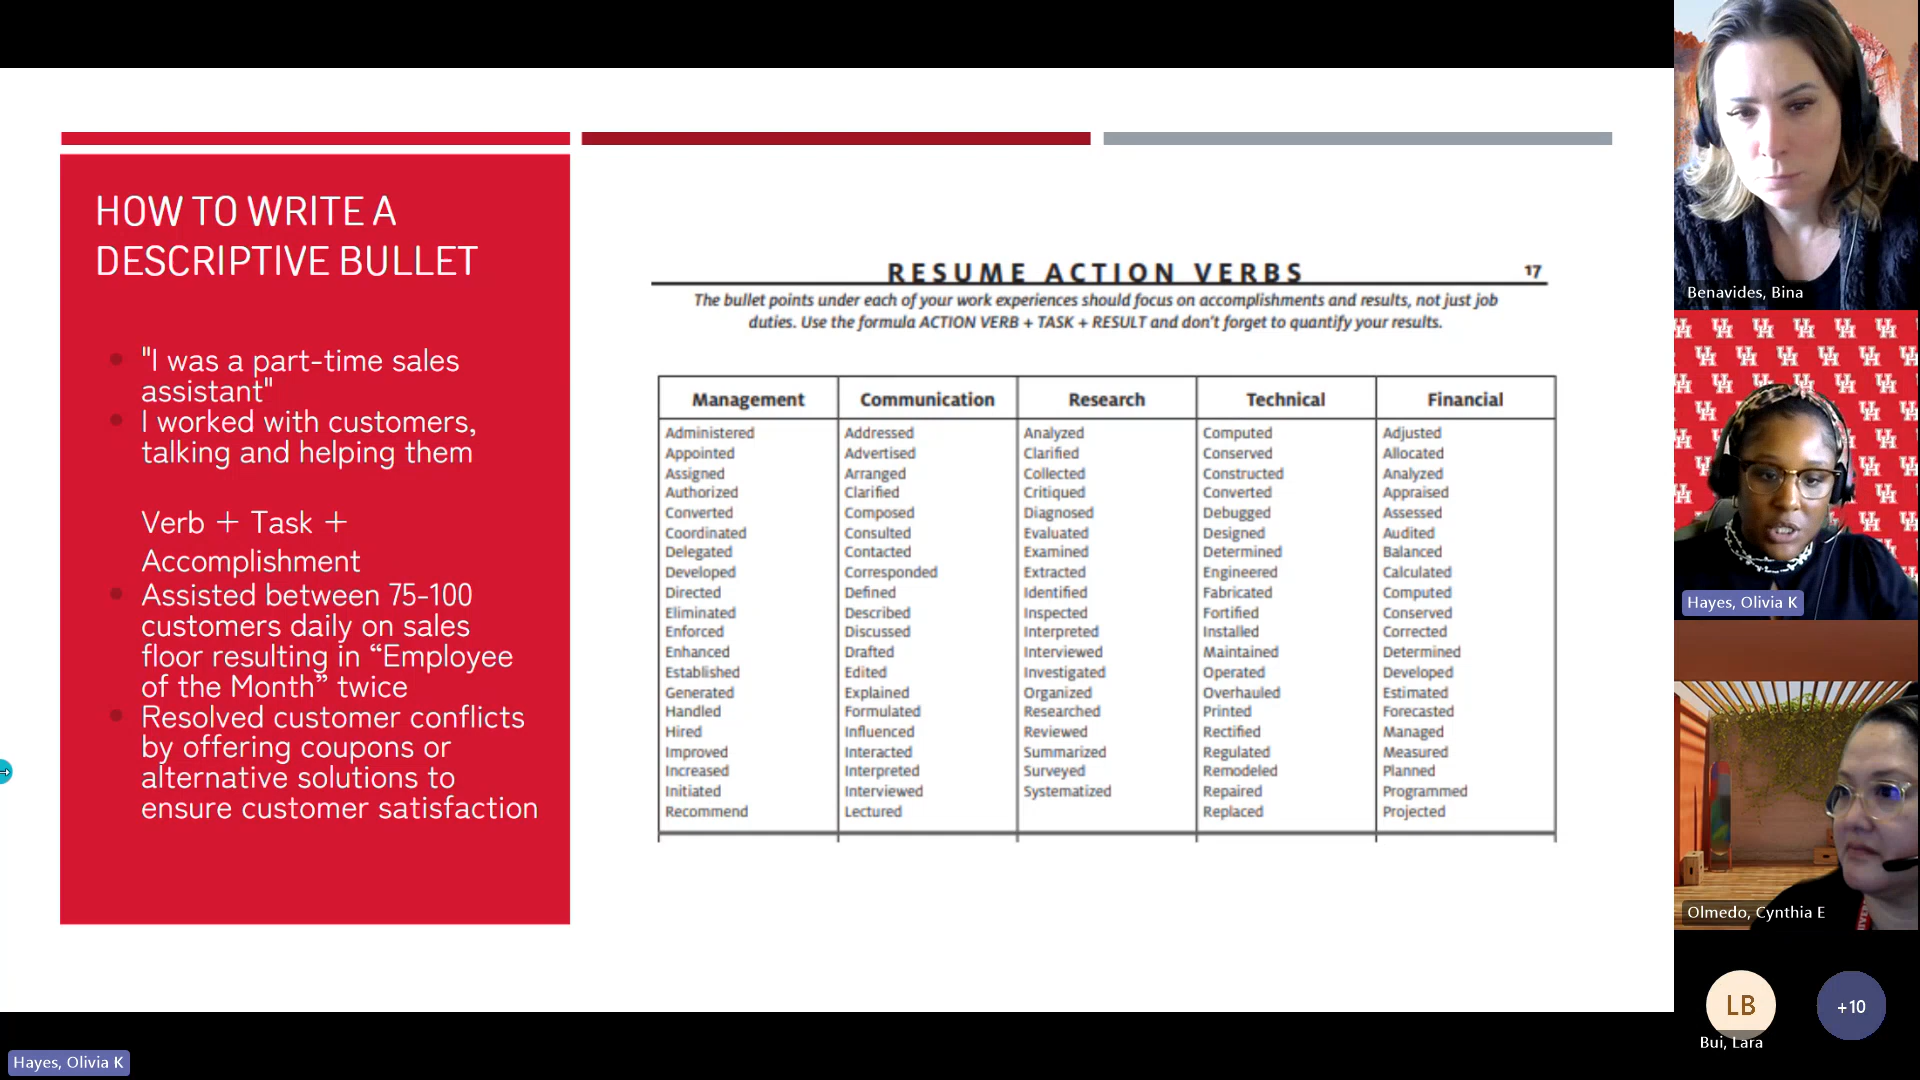 HOW TO WRITE A
DESCRIPTIVE BULLET
"I was a part-time sales
assistant"
I worked with customers,
talking and helping them
Verb + Task +
Accomplishment
Assisted between 75-100
customers daily on sales
floor resulting in “Employee
of the Month” twice
Resolved customer conflicts
by offering coupons or
alternative solutions to
ensure customer satisfaction
RESUME ACTION VERBS 17
The bullet points under each of your work experiences should focus on accomplishments and results, not just job
duties. Use the formula ACTION VERB + TASK + RESULT and don't forget to quantify your results.
Management Communication Research Technical Financial
Administered Addressed Analyzed Computed Adjusted
Appointed Advertised Clarified Conserved Allocated
Assigned Arranged Collected Constructed Analyzed
Authorized Clarified Critiqued Converted Appraised
Converted Composed Diagnosed Debugged Assessed
Coordinated Consulted Evaluated Designed Audited
Delegated Contacted Examined Determined Balanced
Developed Corresponded Extracted Engineered Calculated
Directed Defined Identified Fabricated Computed
Eliminated Described Inspected Fortified Conserved
Enforced Discussed Interpreted Installed Corrected
Enhanced Drafted Interviewed Maintained Determined
Established Edited Investigated Operated Developed
Generated Explained Organized Overhauled Estimated
Handled Formulated Researched Printed Forecasted
Hired Influenced Reviewed Rectified Managed
Improved Interacted Summarized Regulated Measured
Increased Interpreted Surveyed Remodeled Planned
Initiated Interviewed Systematized Repaired Programmed
Recommend Lectured Replaced Projected
Benavides, Bina
Hayes, Olivia K
Olmedo, Cynthia E
LB
+10
Bui, Lara
Hayes, Olivia K